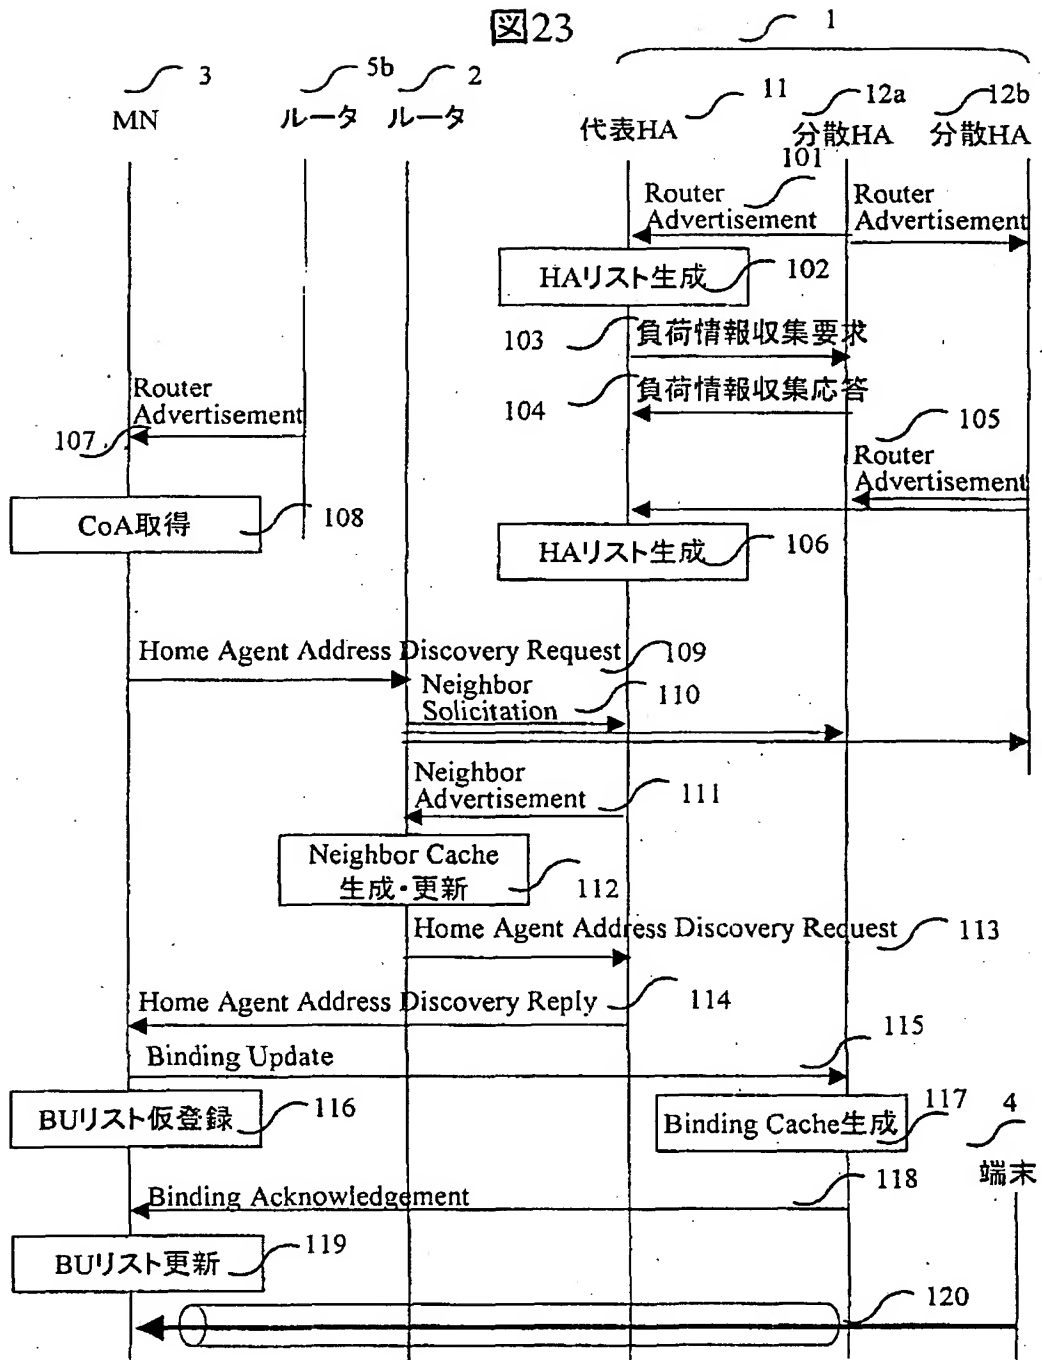 図23
1
3 5b 2 11 12a 12b
MN ルータ ルータ 代表HA 分散HA 分散HA
101
Router Router
Advertisement Advertisement
HAリスト生成 102
103 負荷情報収集要求
104 負荷情報収集応答
Router
Advertisement
107
105
Router
Advertisement
CoA取得 108
HAリスト生成 106
Home Agent Address Discovery Request 109
Neighbor 110
Solicitation
Neighbor
Advertisement 111
Neighbor Cache
生成・更新 112
Home Agent Address Discovery Request 113
Home Agent Address Discovery Reply 114
Binding Update 115
BUリスト仮登録 116
Binding Cache生成 117
4
端末
Binding Acknowledgement 118
BUリスト更新 119
120